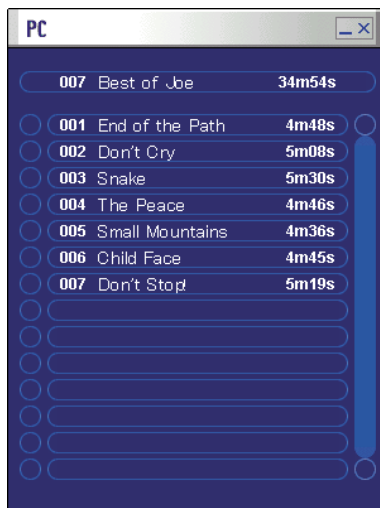 PC
007 Best of Joe 34m54s
001 End of the Path 4m48s
002 Don't Cry 5m08s
003 Snake 5m30s
004 The Peace 4m46s
005 Small Mountains 4m36s
006 Child Face 4m45s
007 Don't Stop! 5m19s